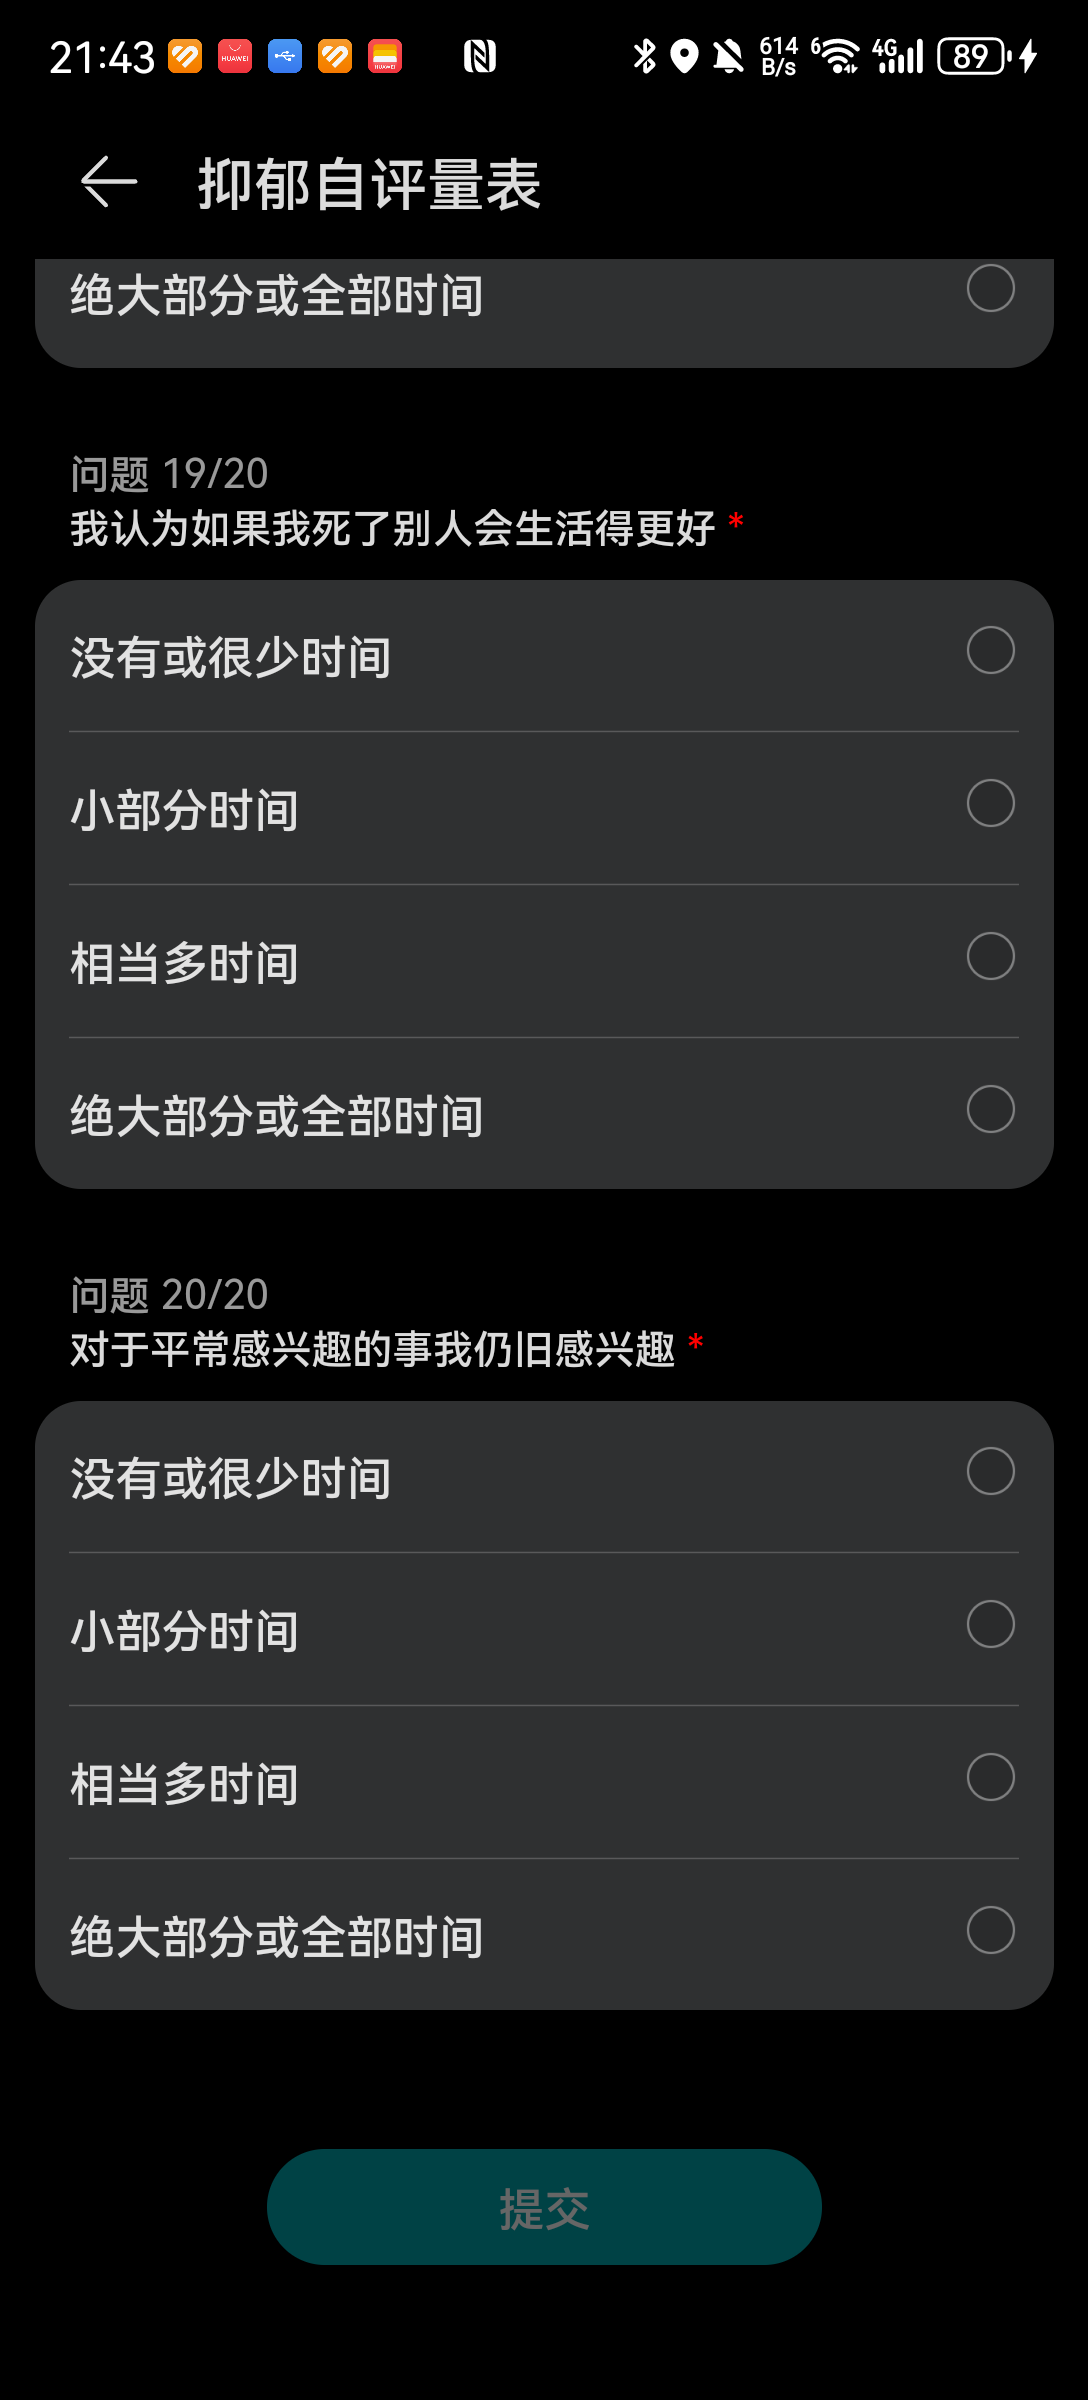 21:43
HUAWEI
HUAWEI
614 B/s
6
4G
89
抑郁自评量表
绝大部分或全部时间
问题 19/20
我认为如果我死了别人会生活得更好 *
没有或很少时间
小部分时间
相当多时间
绝大部分或全部时间
问题 20/20
对于平常感兴趣的事我仍旧感兴趣 *
没有或很少时间
小部分时间
相当多时间
绝大部分或全部时间
提交